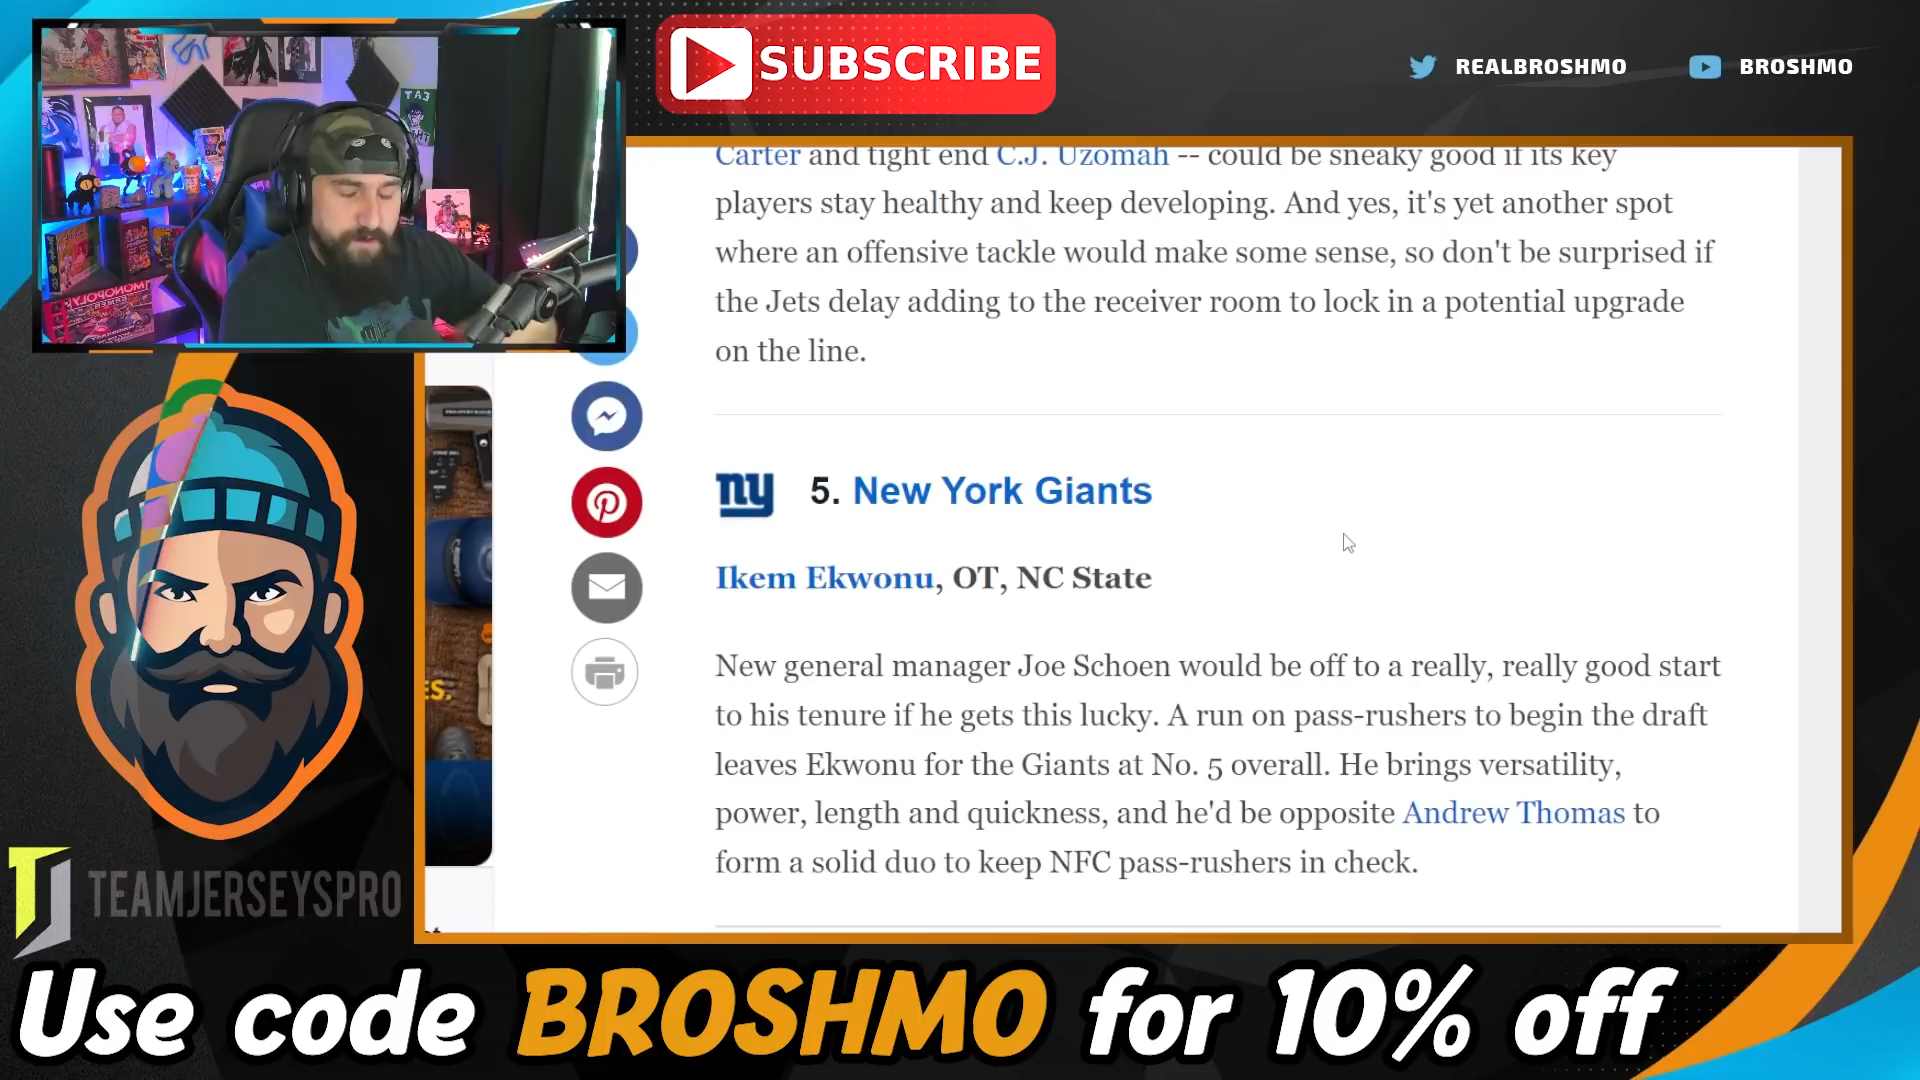 SUBSCRIBE
REALBROSHMO
BROSHMO
Carter and tight end C.J. Uzomah -- could be sneaky good if its key
players stay healthy and keep developing. And yes, it's yet another spot
where an offensive tackle would make some sense, so don't be surprised if
the Jets delay adding to the receiver room to lock in a potential upgrade
on the line.
ny
5. New York Giants
Ikem Ekwonu, OT, NC State
New general manager Joe Schoen would be off to a really, really good start
to his tenure if he gets this lucky. A run on pass-rushers to begin the draft
leaves Ekwonu for the Giants at No. 5 overall. He brings versatility,
power, length and quickness, and he'd be opposite Andrew Thomas to
form a solid duo to keep NFC pass-rushers in check.
MONOPOLY
EAT
ES.
TJ TEAMJERSEYSPRO
Use code BROSHMO for 10% off